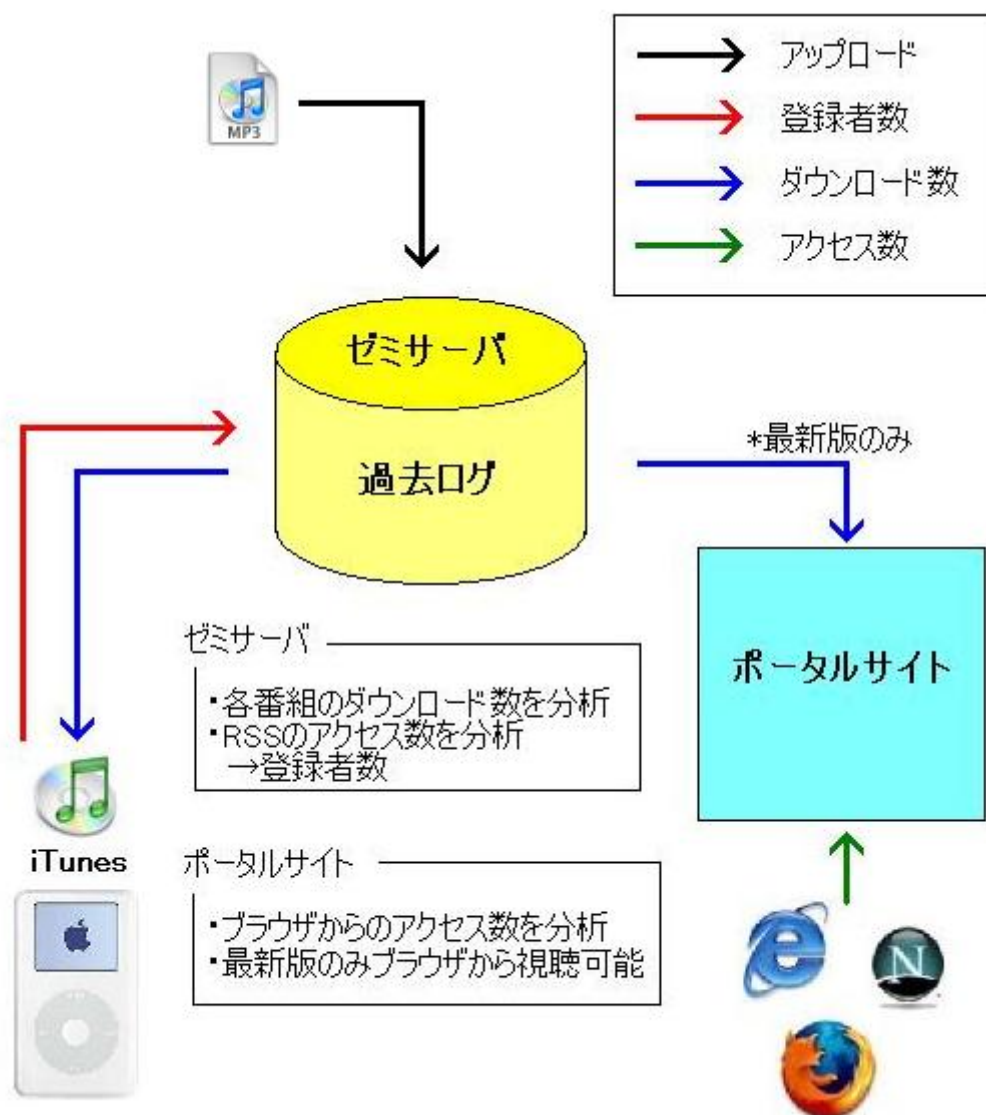 MP3
アップロード
登録者数
ダウンロード数
アクセス数
ゼミサーバ
過去ログ
*最新版のみ
ポータルサイト
ゼミサーバ
・各番組のダウンロード数を分析
・RSSのアクセス数を分析
→登録者数
iTunes
ポータルサイト
・ブラウザからのアクセス数を分析
・最新版のみブラウザから視聴可能
N